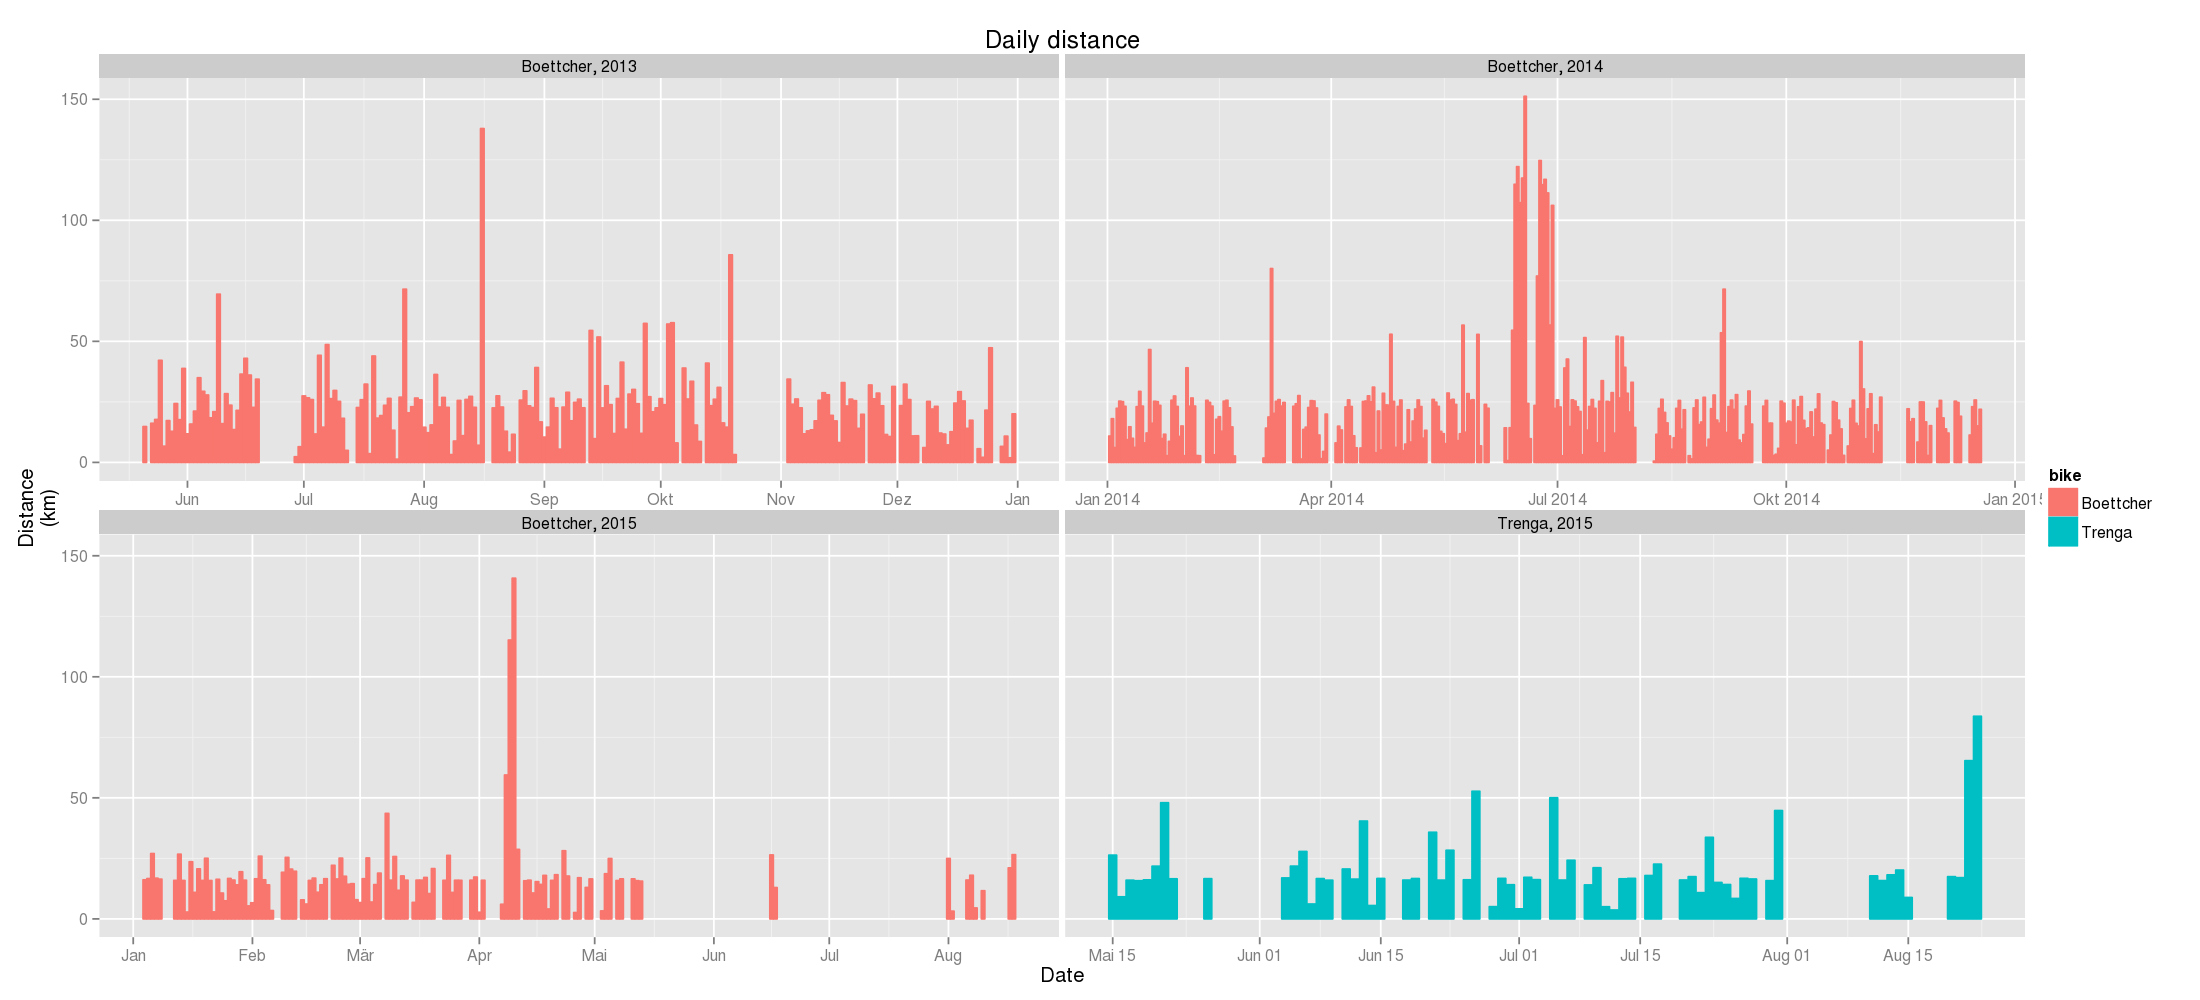 Daily distance
Boettcher, 2013
Boettcher, 2014
150
100
50
0
Jun Jul Aug Sep Okt Nov Dez Jan
Jan 2014 Apr 2014 Jul 2014 Okt 2014 Jan 201
Distance
(km)
bike
Boettcher
Trenga
Boettcher, 2015
Trenga, 2015
150
100
50
0
Jan Feb Mär Apr Mai Jun Jul Aug
Mai 15 Jun 01 Jun 15 Jul 01 Jul 15 Aug 01 Aug 15
Date